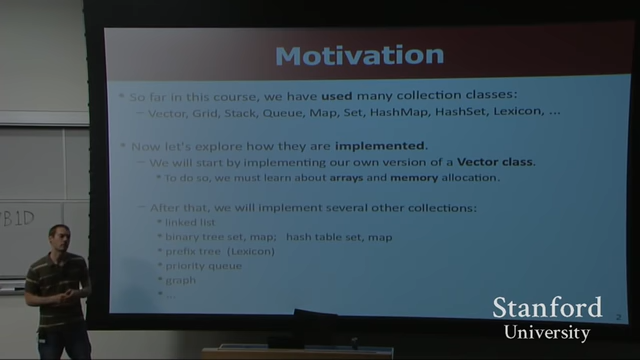 Motivation
* So far in this course, we have used many collection classes:
– Vector, Grid, Stack, Queue, Map, Set, HashMap, HashSet, Lexicon, ...
* Now let's explore how they are implemented.
– We will start by implementing our own version of a Vector class.
* To do so, we must learn about arrays and memory allocation.
– After that, we will implement several other collections:
* linked list
* binary tree set, map; hash table set, map
* prefix tree (Lexicon)
* priority queue
* graph
* ...
2
Stanford
University